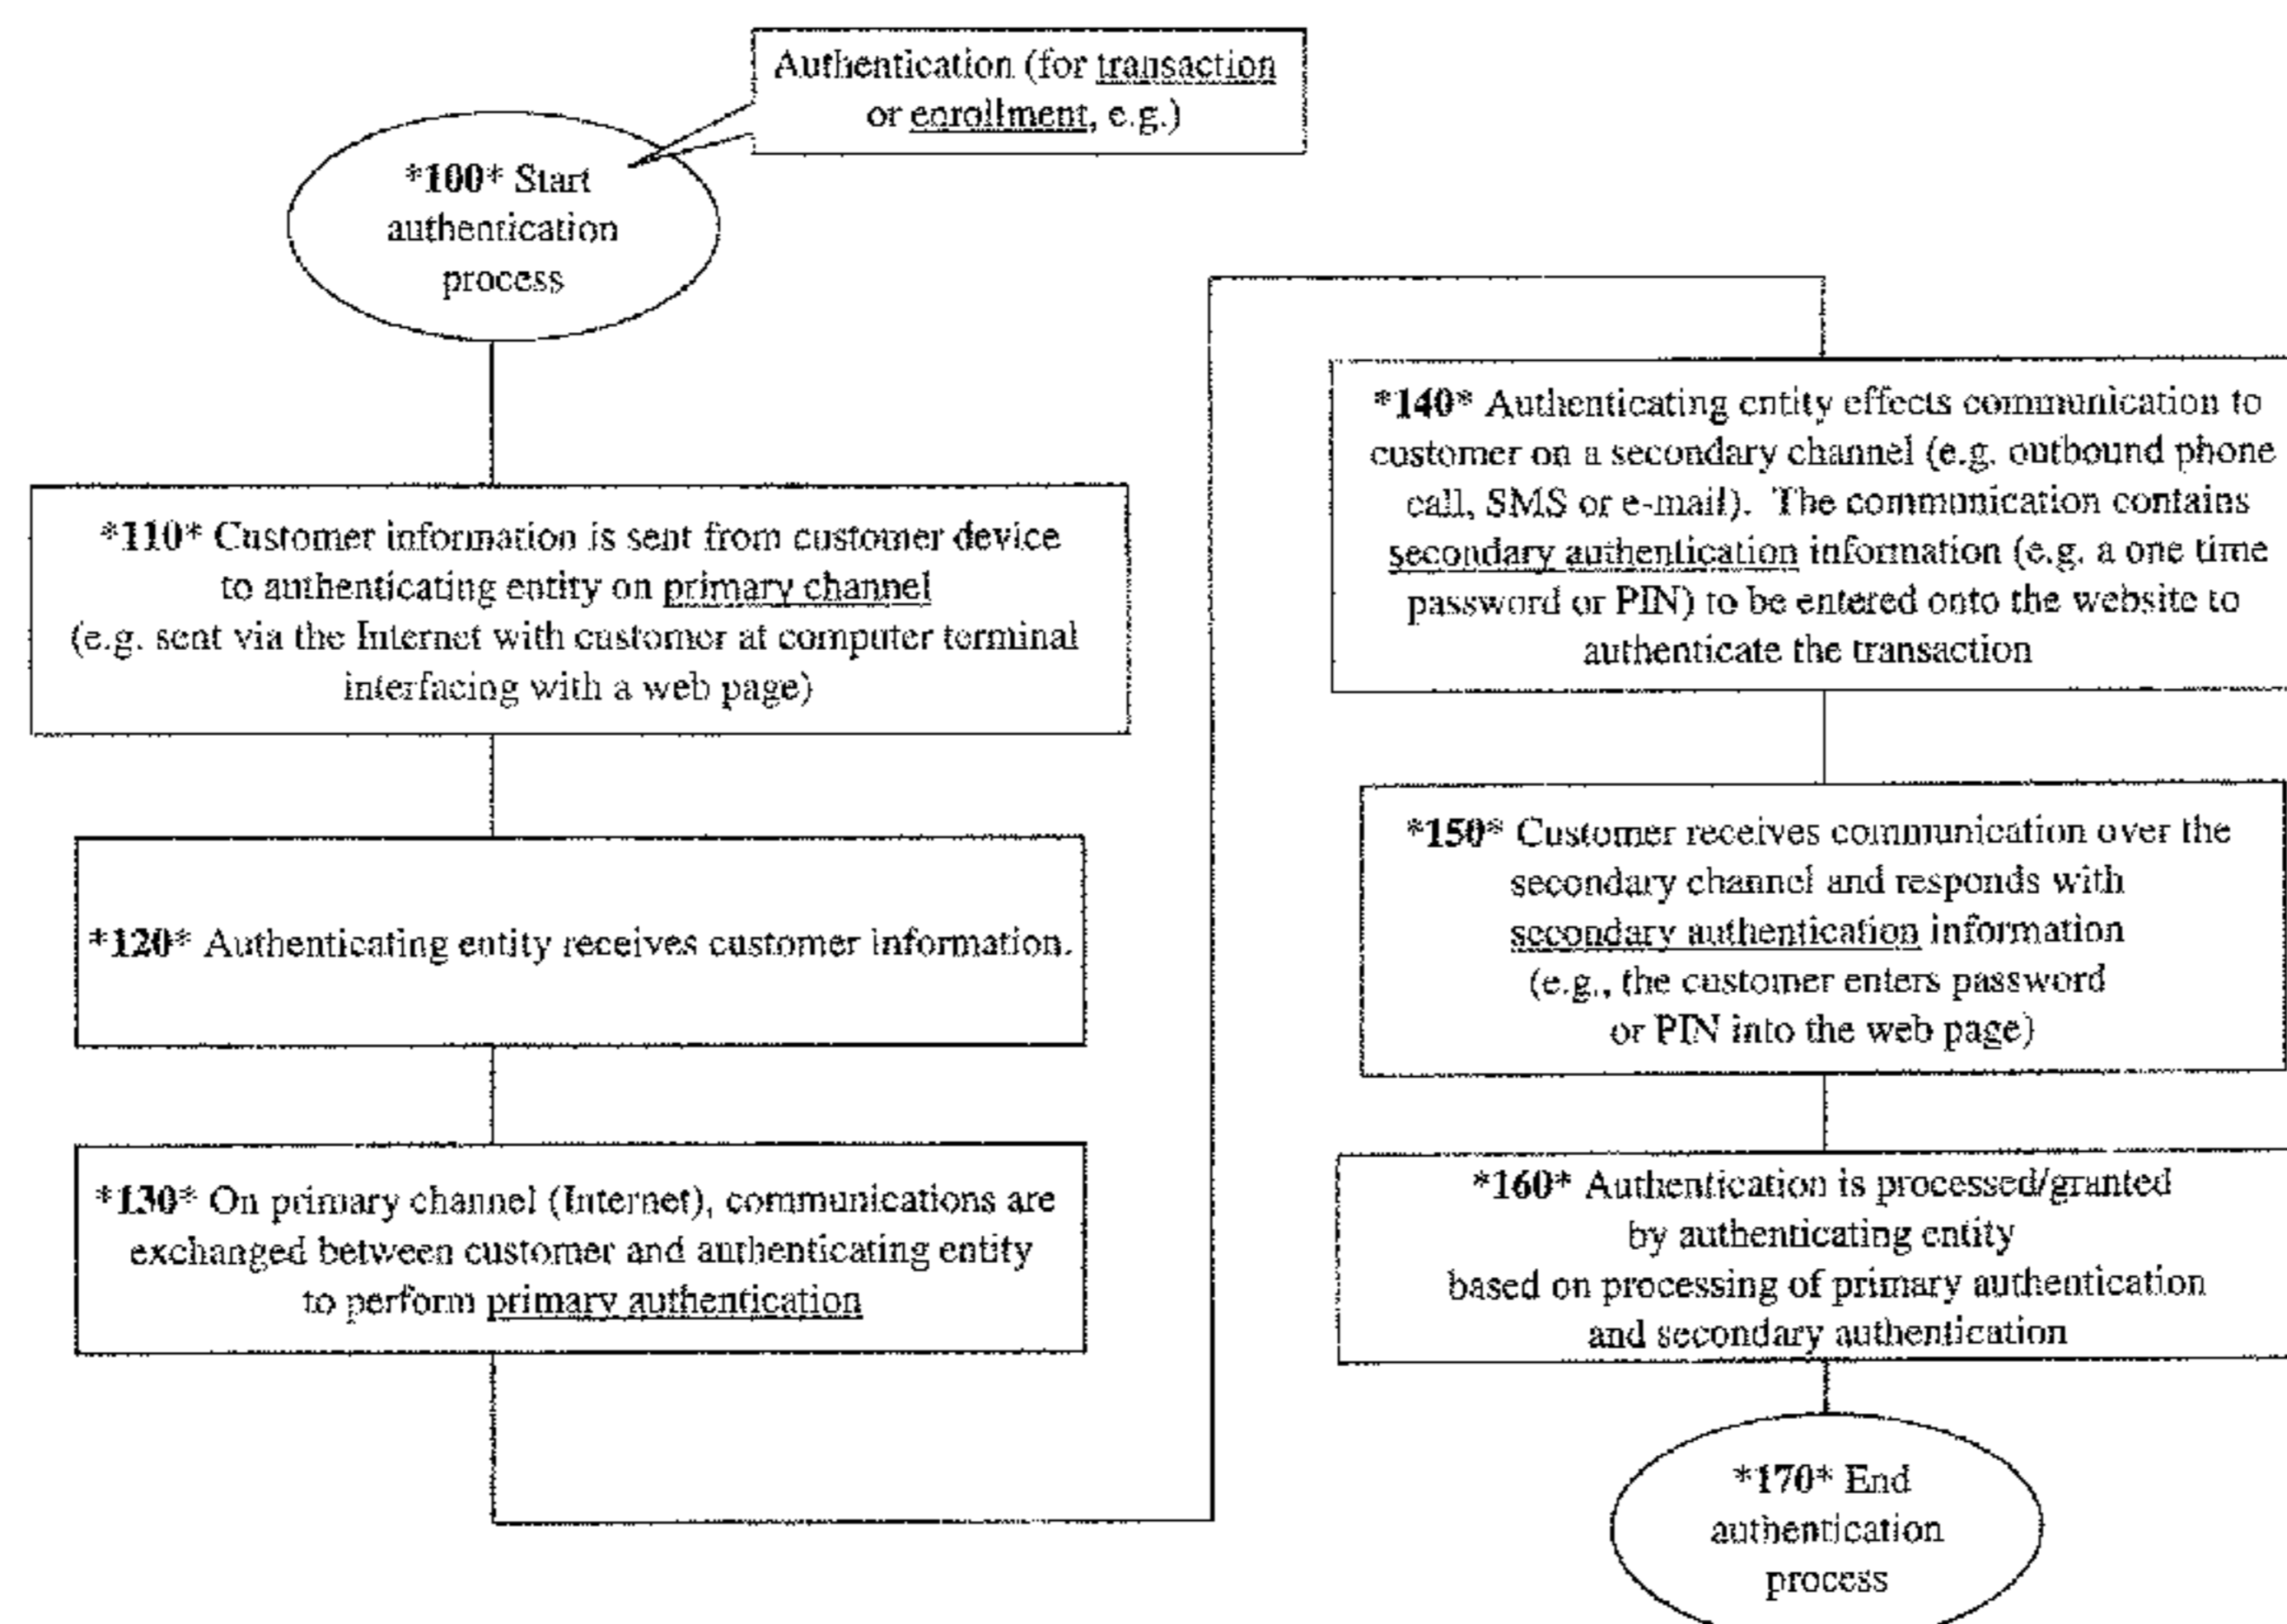 Authentication (for transaction
or enrollment, e.g.)
*100* Start
authentication
process
*110* Customer information is sent from customer device
to authenticating entity on primary channel
(e.g. sent via the Internet with customer at computer terminal
interfacing with a web page)
*120* Authenticating entity receives customer information.
*130* On primary channel (Internet), communications are
exchanged between customer and authenticating entity
to perform primary authentication
*140* Authenticating entity effects communication to
customer on a secondary channel (e.g. outbound phone
call, SMS or e-mail). The communication contains
secondary authentication information (e.g. a one time
password or PIN) to be entered onto the website to
authenticate the transaction
*150* Customer receives communication over the
secondary channel and responds with
secondary authentication information
(e.g., the customer enters password
or PIN into the web page)
*160* Authentication is processed/granted
by authenticating entity
based on processing of primary authentication
and secondary authentication
*170* End
authentication
process